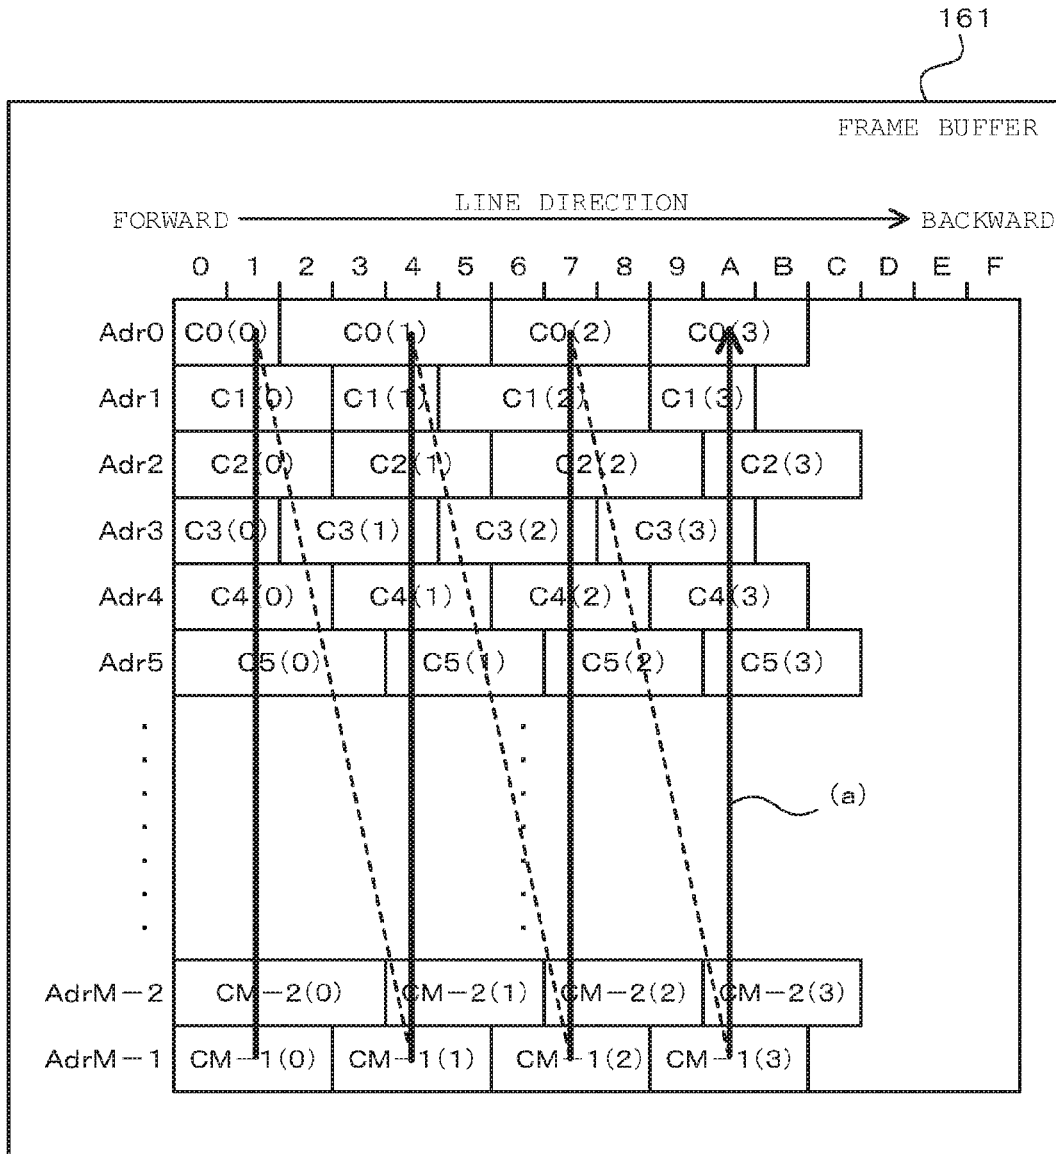 161
FRAME BUFFER
LINE DIRECTION
FORWARD BACKWARD
0 1 2 3 4 5 6 7 8 9 A B C D E F
Adr0 C0(0) C0(1) C0(2) C0(3)
Adr1 C1(0) C1(1) C1(2) C1(3)
Adr2 C2(0) C2(1) C2(2) C2(3)
Adr3 C3(0) C3(1) C3(2) C3(3)
Adr4 C4(0) C4(1) C4(2) C4(3)
Adr5 C5(0) C5(1) C5(2) C5(3)
(a)
AdrM-2 CM-2(0) CM-2(1) CM-2(2) CM-2(3)
AdrM-1 CM-1(0) CM-1(1) CM-1(2) CM-1(3)